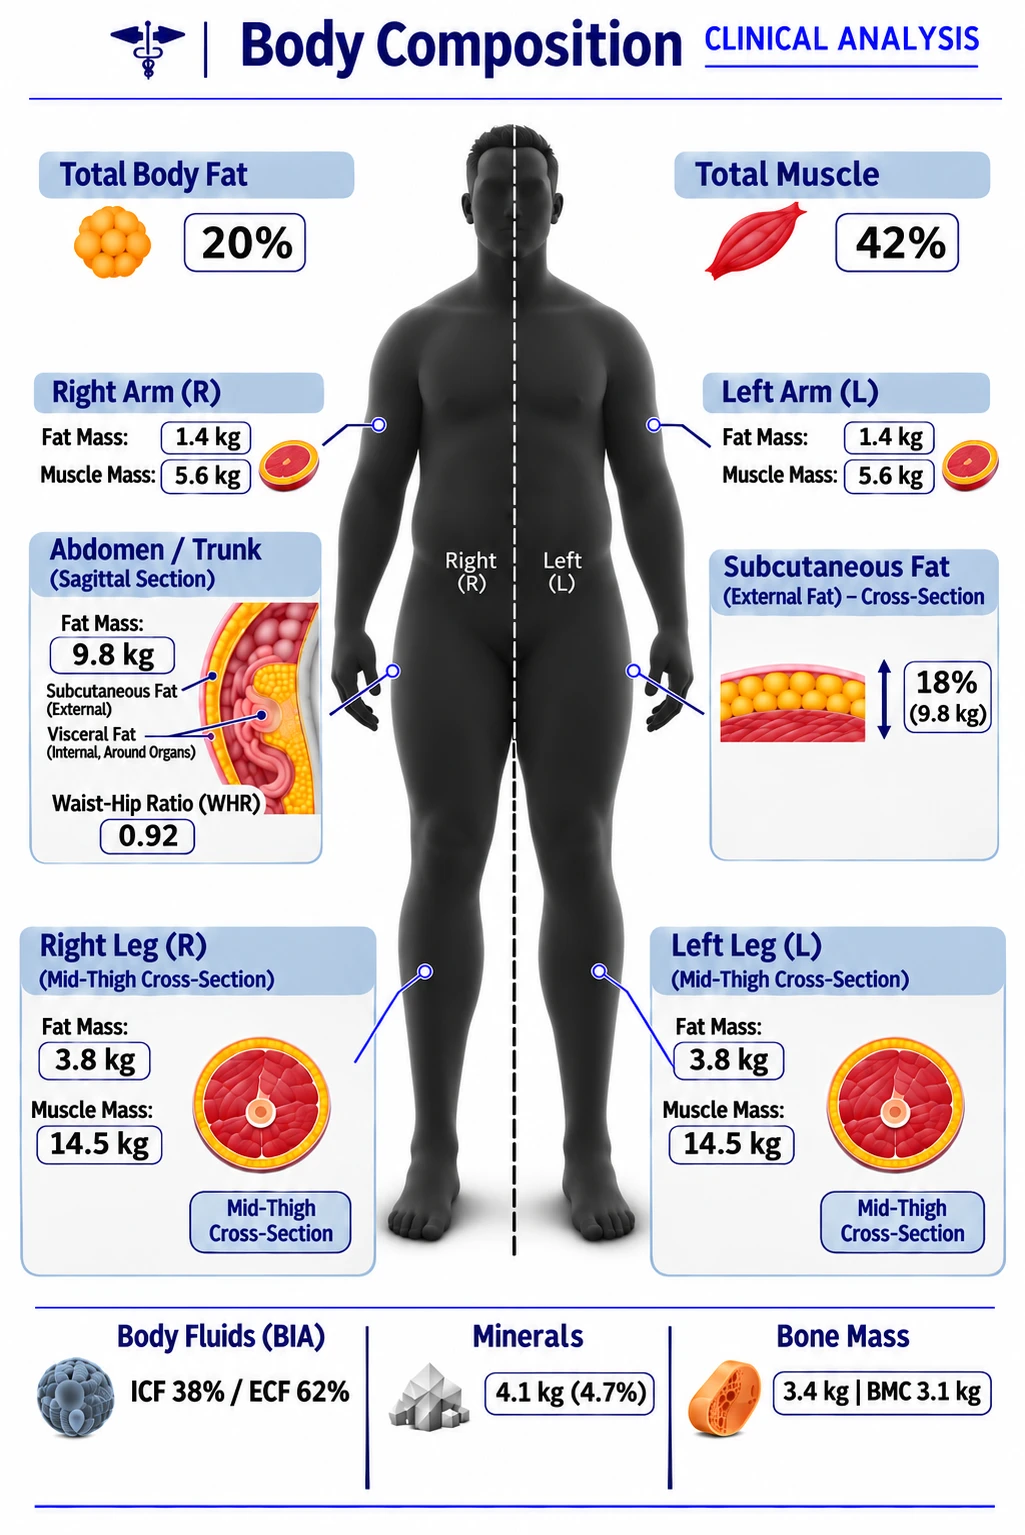 Body Composition
CLINICAL ANALYSIS
Total Body Fat
20%
Total Muscle
42%
Right Arm (R)
Fat Mass: 1.4 kg
Muscle Mass: 5.6 kg
Left Arm (L)
Fat Mass: 1.4 kg
Muscle Mass: 5.6 kg
Abdomen / Trunk
(Sagittal Section)
Fat Mass:
9.8 kg
Subcutaneous Fat
(External)
Visceral Fat
(Internal, Around Organs)
Waist-Hip Ratio (WHR)
0.92
Right
(R)
Left
(L)
Subcutaneous Fat
(External Fat) – Cross-Section
18%
(9.8 kg)
Right Leg (R)
(Mid-Thigh Cross-Section)
Fat Mass:
3.8 kg
Muscle Mass:
14.5 kg
Mid-Thigh
Cross-Section
Left Leg (L)
(Mid-Thigh Cross-Section)
Fat Mass:
3.8 kg
Muscle Mass:
14.5 kg
Mid-Thigh
Cross-Section
Body Fluids (BIA)
ICF 38% / ECF 62%
Minerals
4.1 kg (4.7%)
Bone Mass
3.4 kg | BMC 3.1 kg